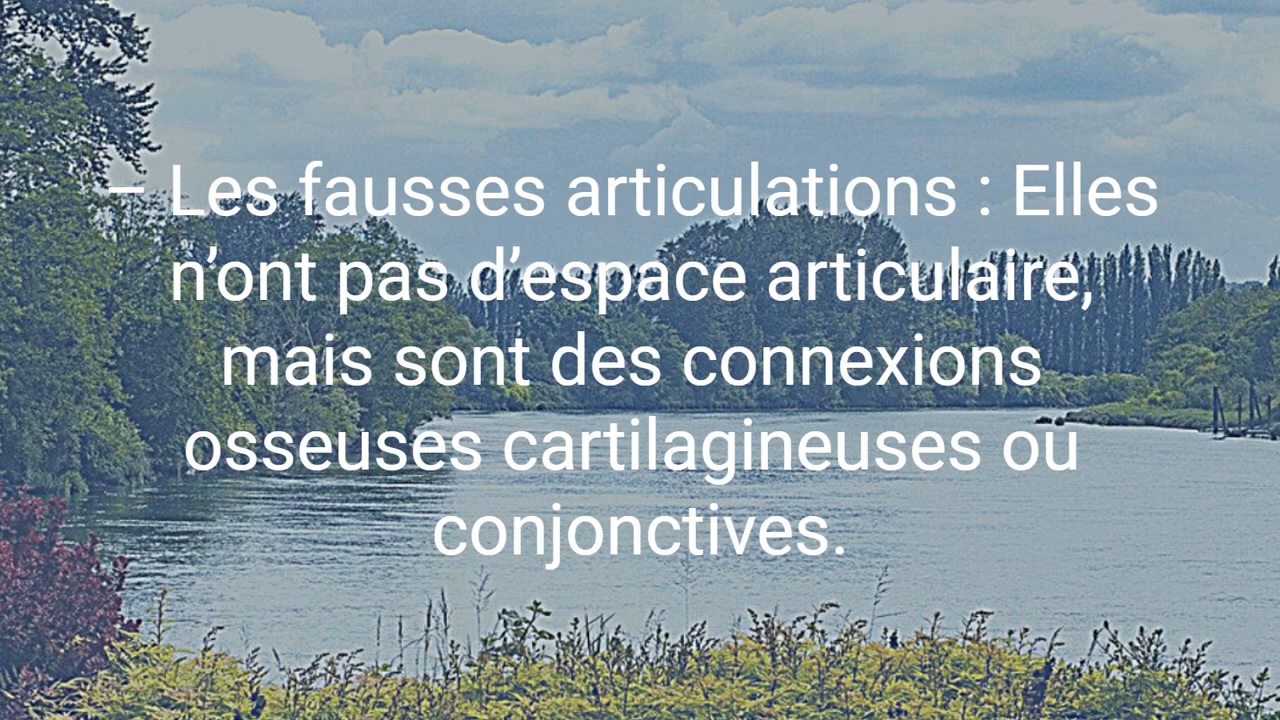 – Les fausses articulations : Elles
n’ont pas d’espace articulaire,
mais sont des connexions
osseuses cartilagineuses ou
conjonctives.